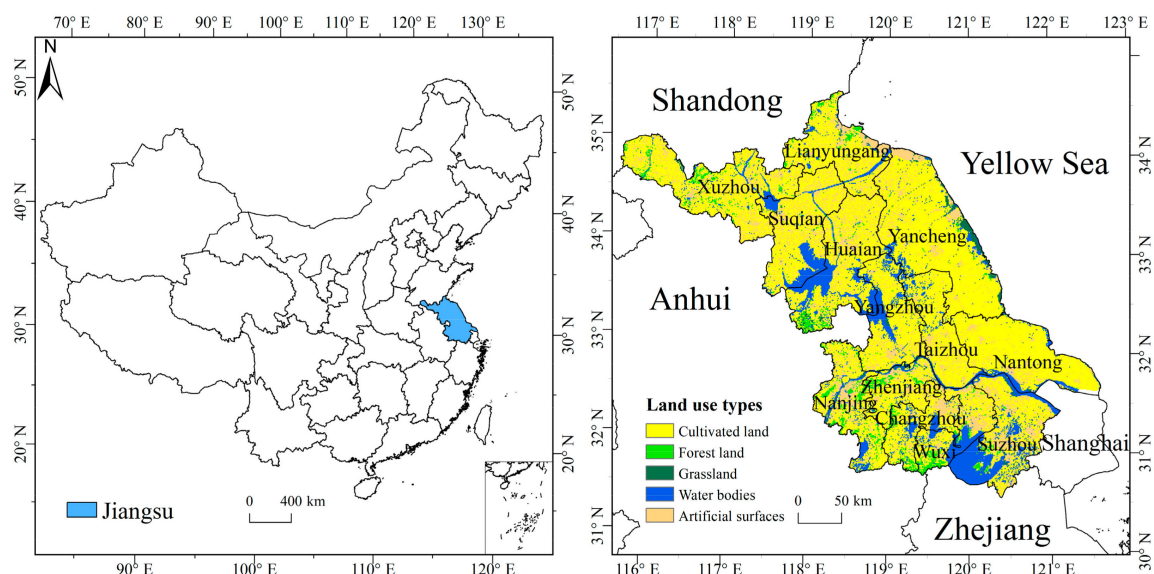 70° E 80° E 90° E 100° E 110° E 120° E 130° E
N
50° N
40° N
30° N
20° N
50° N
40° N
30° N
20° N
0 400 km
Jiangsu
90° E 100° E 110° E 120° E
117° E 118° E 119° E 120° E 121° E 122° E 123° E
35° N
34° N
33° N
32° N
31° N
34° N
33° N
32° N
31° N
30° N
Shandong
Yellow Sea
Lianyungang
Xuzhou
Suqian
Huaian
Yancheng
Anhui
Yangzhou
Taizhou
Nantong
Zhenjiang
Nanjing
Changzhou
Wuxi
Suzhou
Shanghai
Zhejiang
Land use types
Cultivated land
Forest land
Grassland
Water bodies
Artificial surfaces
0 50 km
116° E 117° E 118° E 119° E 120° E 121° E 122° E